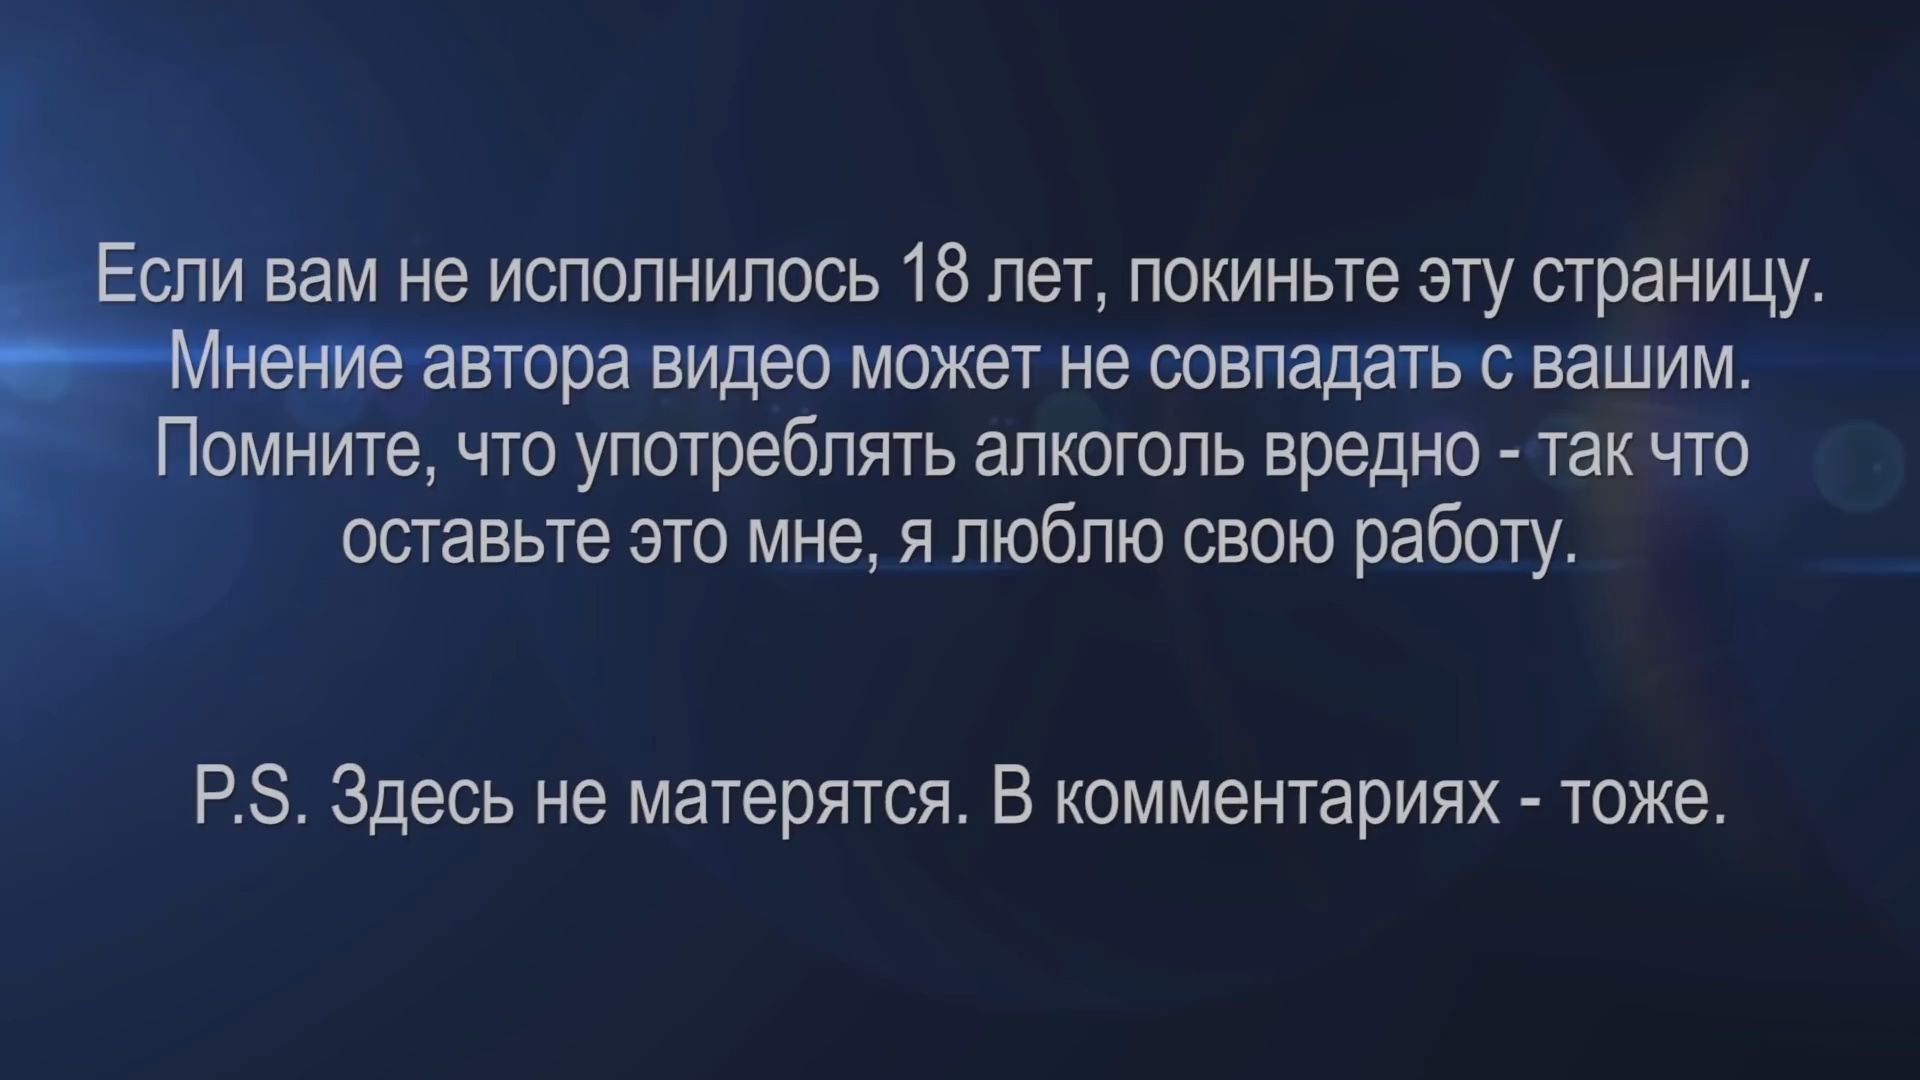 Если вам не исполнилось 18 лет, покиньте эту страницу.
Мнение автора видео может не совпадать с вашим.
Помните, что употреблять алкоголь вредно - так что
оставьте это мне, я люблю свою работу.
P.S. Здесь не матерятся. В комментариях - тоже.